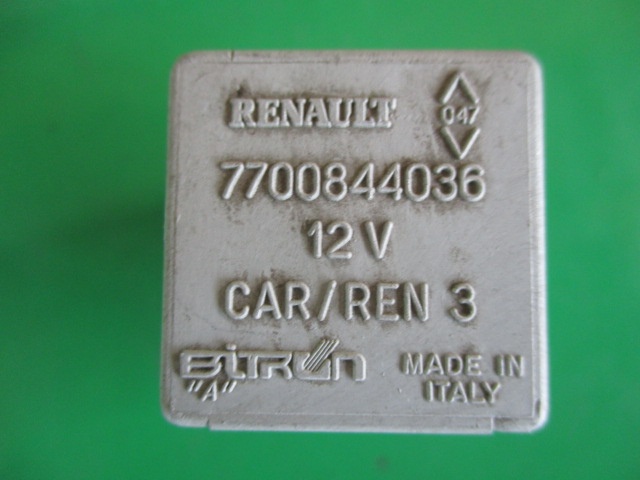 RENAULT 047
7700844036
12 V
CAR/REN 3
BiTRON MADE IN
"A" ITALY